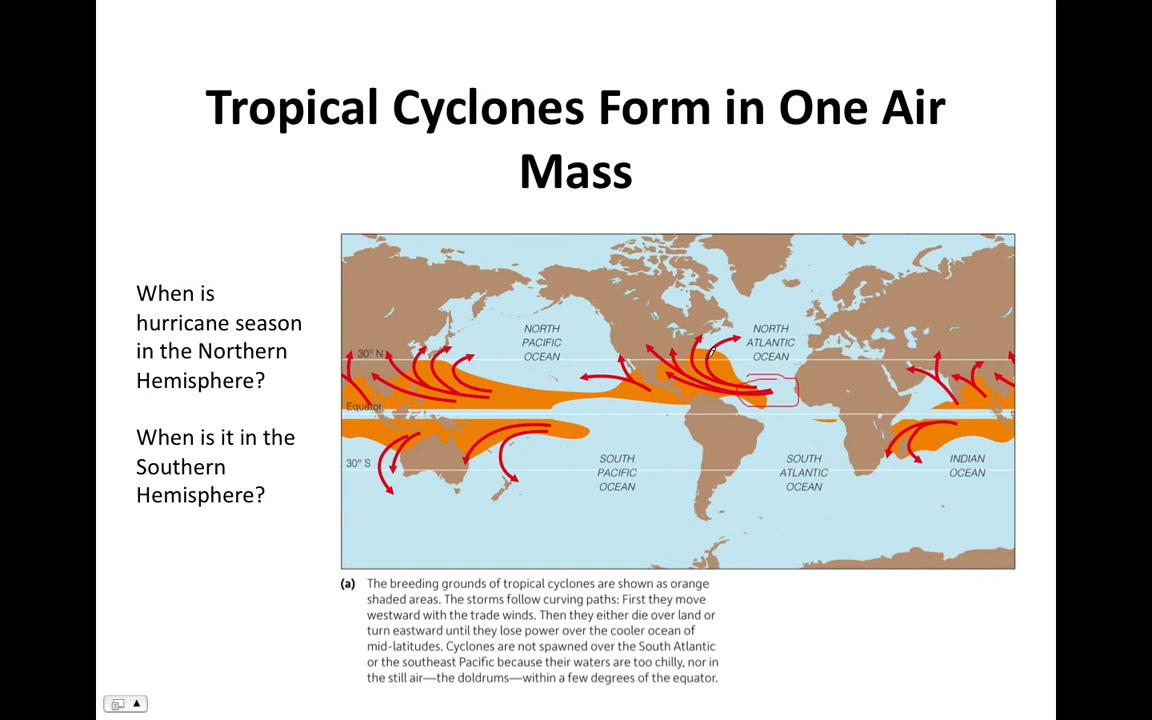 Tropical Cyclones Form in One Air
Mass
When is
hurricane season
in the Northern
Hemisphere?
When is it in the
Southern
Hemisphere?
NORTH
PACIFIC
OCEAN
NORTH
ATLANTIC
OCEAN
30° N
Equator
30° S
SOUTH
PACIFIC
OCEAN
SOUTH
ATLANTIC
OCEAN
INDIAN
OCEAN
(a) The breeding grounds of tropical cyclones are shown as orange
shaded areas. The storms follow curving paths: First they move
westward with the trade winds. Then they either die over land or
turn eastward until they lose power over the cooler ocean of
mid-latitudes. Cyclones are not spawned over the South Atlantic
or the southeast Pacific because their waters are too chilly, nor in
the still air—the doldrums—within a few degrees of the equator.